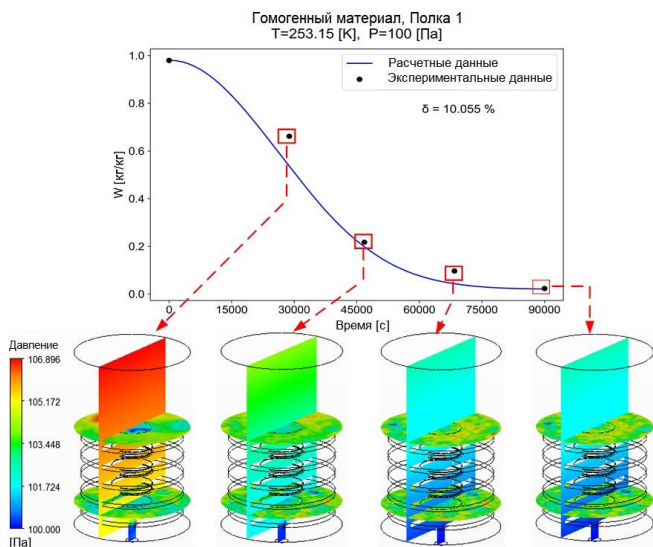 Гомогенный материал, Полка 1
T=253.15 [K], P=100 [Па]
Расчетные данные
Экспериментальные данные
δ = 10.055 %
W [кг/кг]
1.0
0.8
0.6
0.4
0.2
0.0
0 15000 30000 45000 60000 75000 90000
Время [с]
Давление
106.896
105.172
103.448
101.724
100.000
[Па]